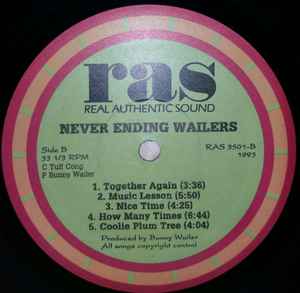 ras
REAL AUTHENTIC SOUND
NEVER ENDING WAILERS
Side B
33 1/3 RPM
C Tuff Gong
P Bunny Wailer
RAS 3501-B
1993
1. Together Again (3:36)
2. Music Lesson (5:50)
3. Nice Time (4:25)
4. How Many Times (6:44)
5. Coolie Plum Tree (4:04)
Produced by Bunny Wailer
All songs copyright control